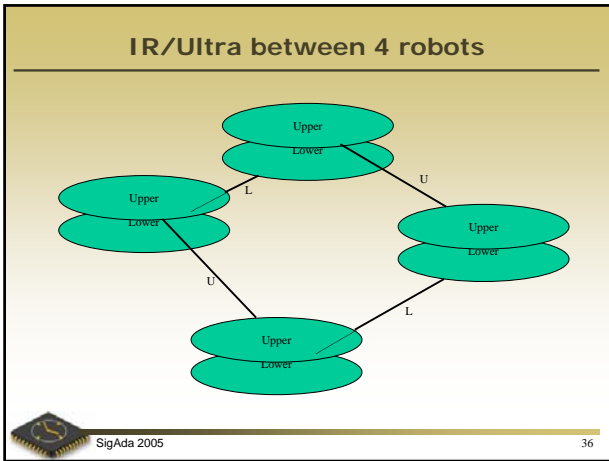 IR/Ultra between 4 robots
Upper
Lower
U
L
Upper
Lower
Upper
Lower
U
L
Upper
Lower
SigAda 2005
36